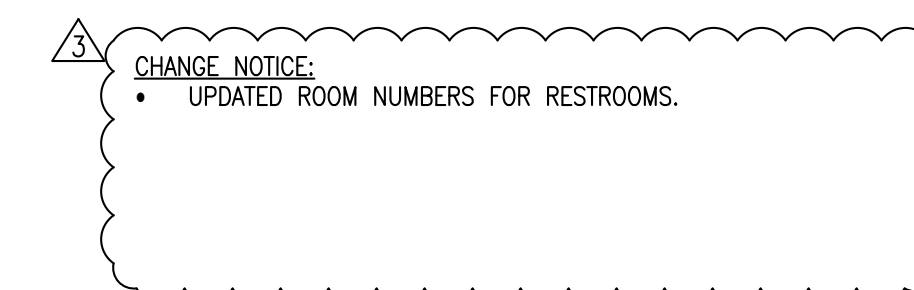 3
CHANGE NOTICE:
• UPDATED ROOM NUMBERS FOR RESTROOMS.